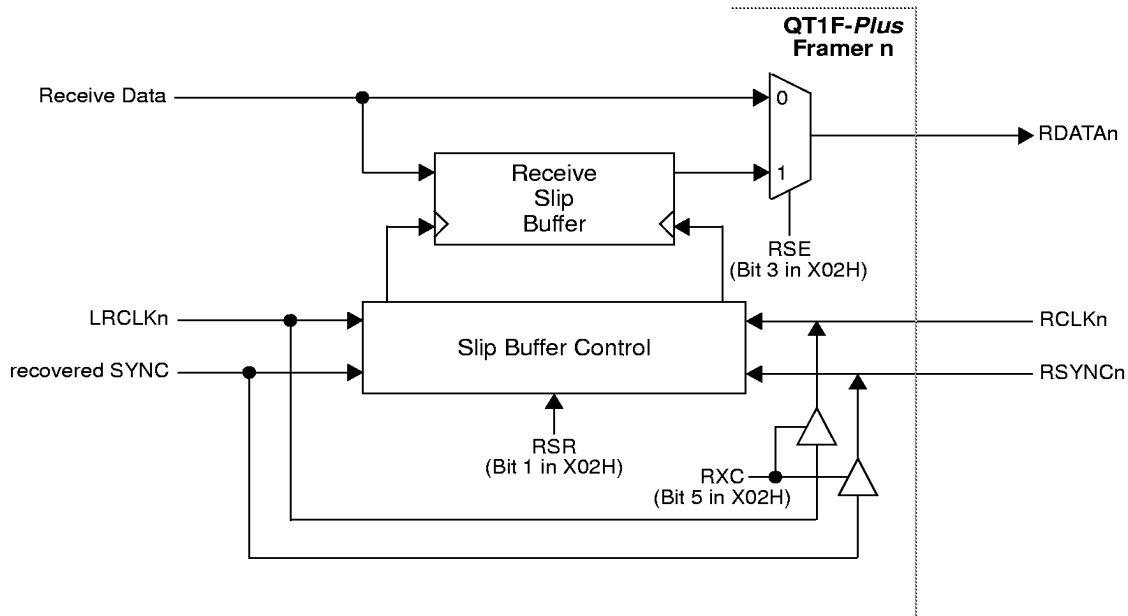 QT1F-Plus
Framer n
Receive Data
0
RDATAn
1
Receive
Slip
Buffer
RSE
(Bit 3 in X02H)
LRCLKn
RCLKn
Slip Buffer Control
recovered SYNC
RSYNCn
RSR
(Bit 1 in X02H)
RXC
(Bit 5 in X02H)